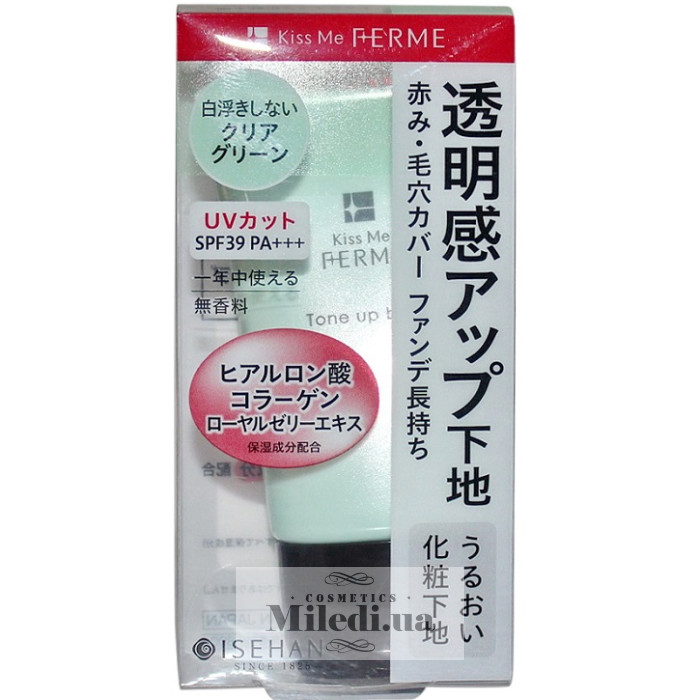 Kiss Me FERME
白浮きしない
クリア
グリーン
UVカット
SPF39 PA+++
一年中使える
無香料
Kiss Me
FERME
Tone up b
ヒアルロン酸
コラーゲン
ローヤルゼリーエキス
保湿成分配合
透明感アップ下地
赤み・毛穴カバー ファンデ長持ち
うるおい
化粧下地
· COSMETICS ·
Miledi.ua
ISEHAN
SINCE 1825